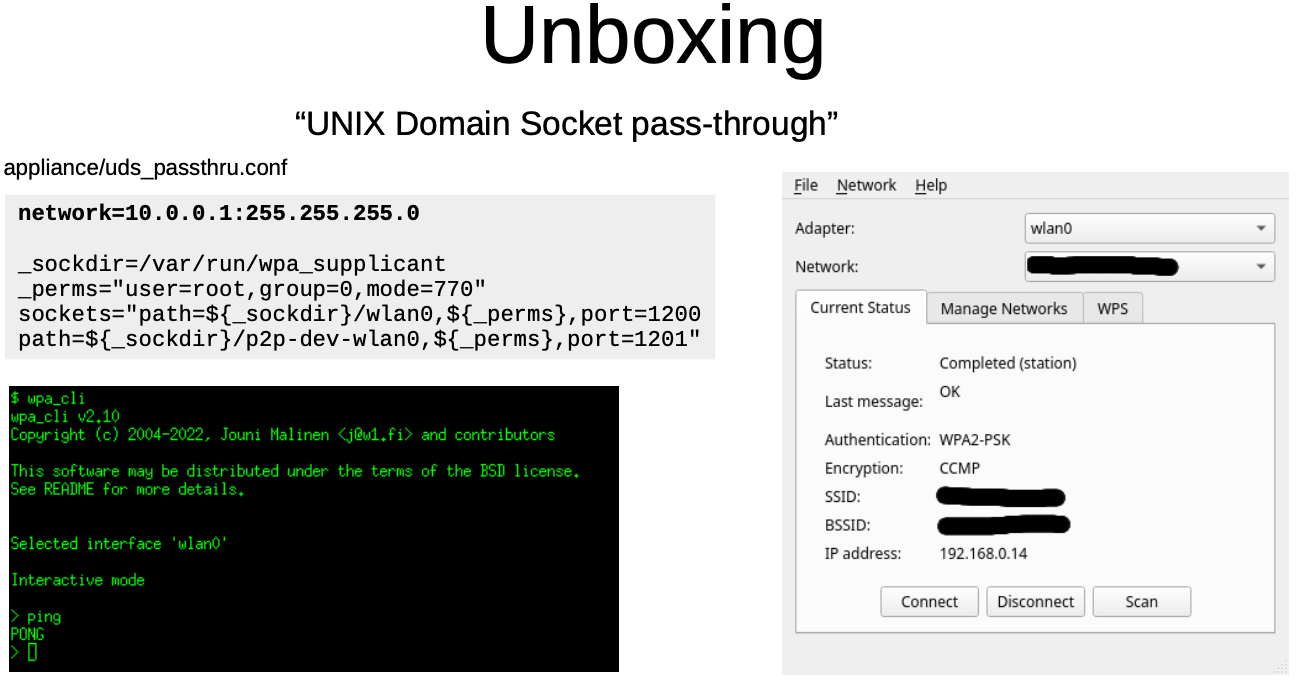 Unboxing
“UNIX Domain Socket pass-through”
appliance/uds_passthru.conf
network=10.0.0.1:255.255.255.0
_sockdir=/var/run/wpa_supplicant
_perms="user=root,group=0,mode=770"
sockets="path=${_sockdir}/wlan0,${_perms},port=1200
path=${_sockdir}/p2p-dev-wlan0,${_perms},port=1201"
$ wpa_cli
wpa_cli v2.10
Copyright (c) 2004-2022, Jouni Malinen <j@w1.fi> and contributors
This software may be distributed under the terms of the BSD license.
See README for more details.
Selected interface 'wlan0'
Interactive mode
> ping
PONG
>
File Network Help
Adapter: wlan0
Network:
Current Status Manage Networks WPS
Status: Completed (station)
Last message: OK
Authentication: WPA2-PSK
Encryption: CCMP
SSID:
BSSID:
IP address: 192.168.0.14
Connect Disconnect Scan